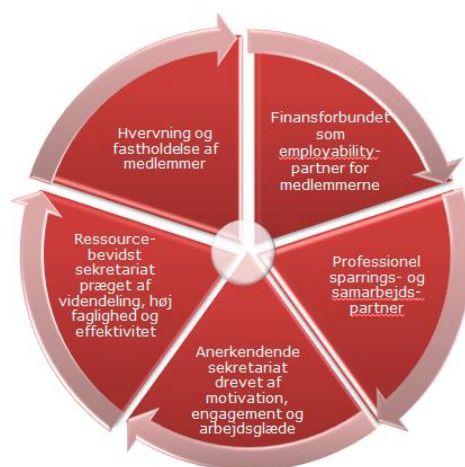 Hvervning og
fastholdelse af
medlemmer
Finansforbundet
som
employability-
partner for
medlemmerne
Professionel
sparrings- og
samarbejds-
partner
Anerkendende
sekretariat
drevet af
motivation,
engagement og
arbejdsglæde
Ressource-
bevidst
sekretariat
præget af
videndeling, høj
faglighed og
effektivitet